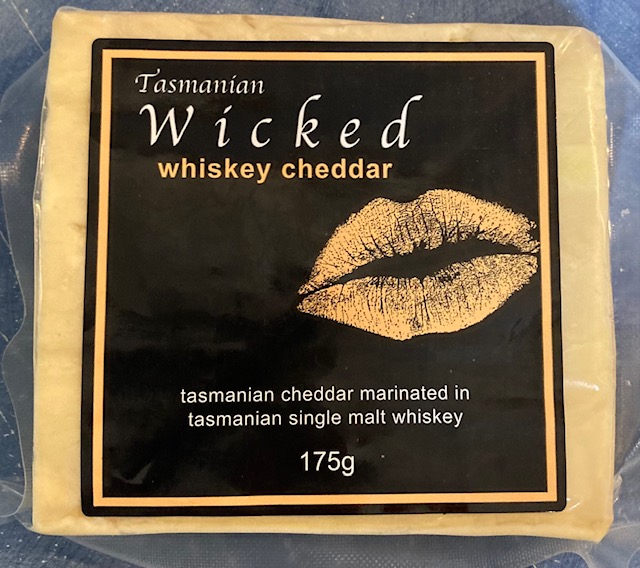 Tasmanian
Wicked
whiskey cheddar
tasmanian cheddar marinated in
tasmanian single malt whiskey
175g